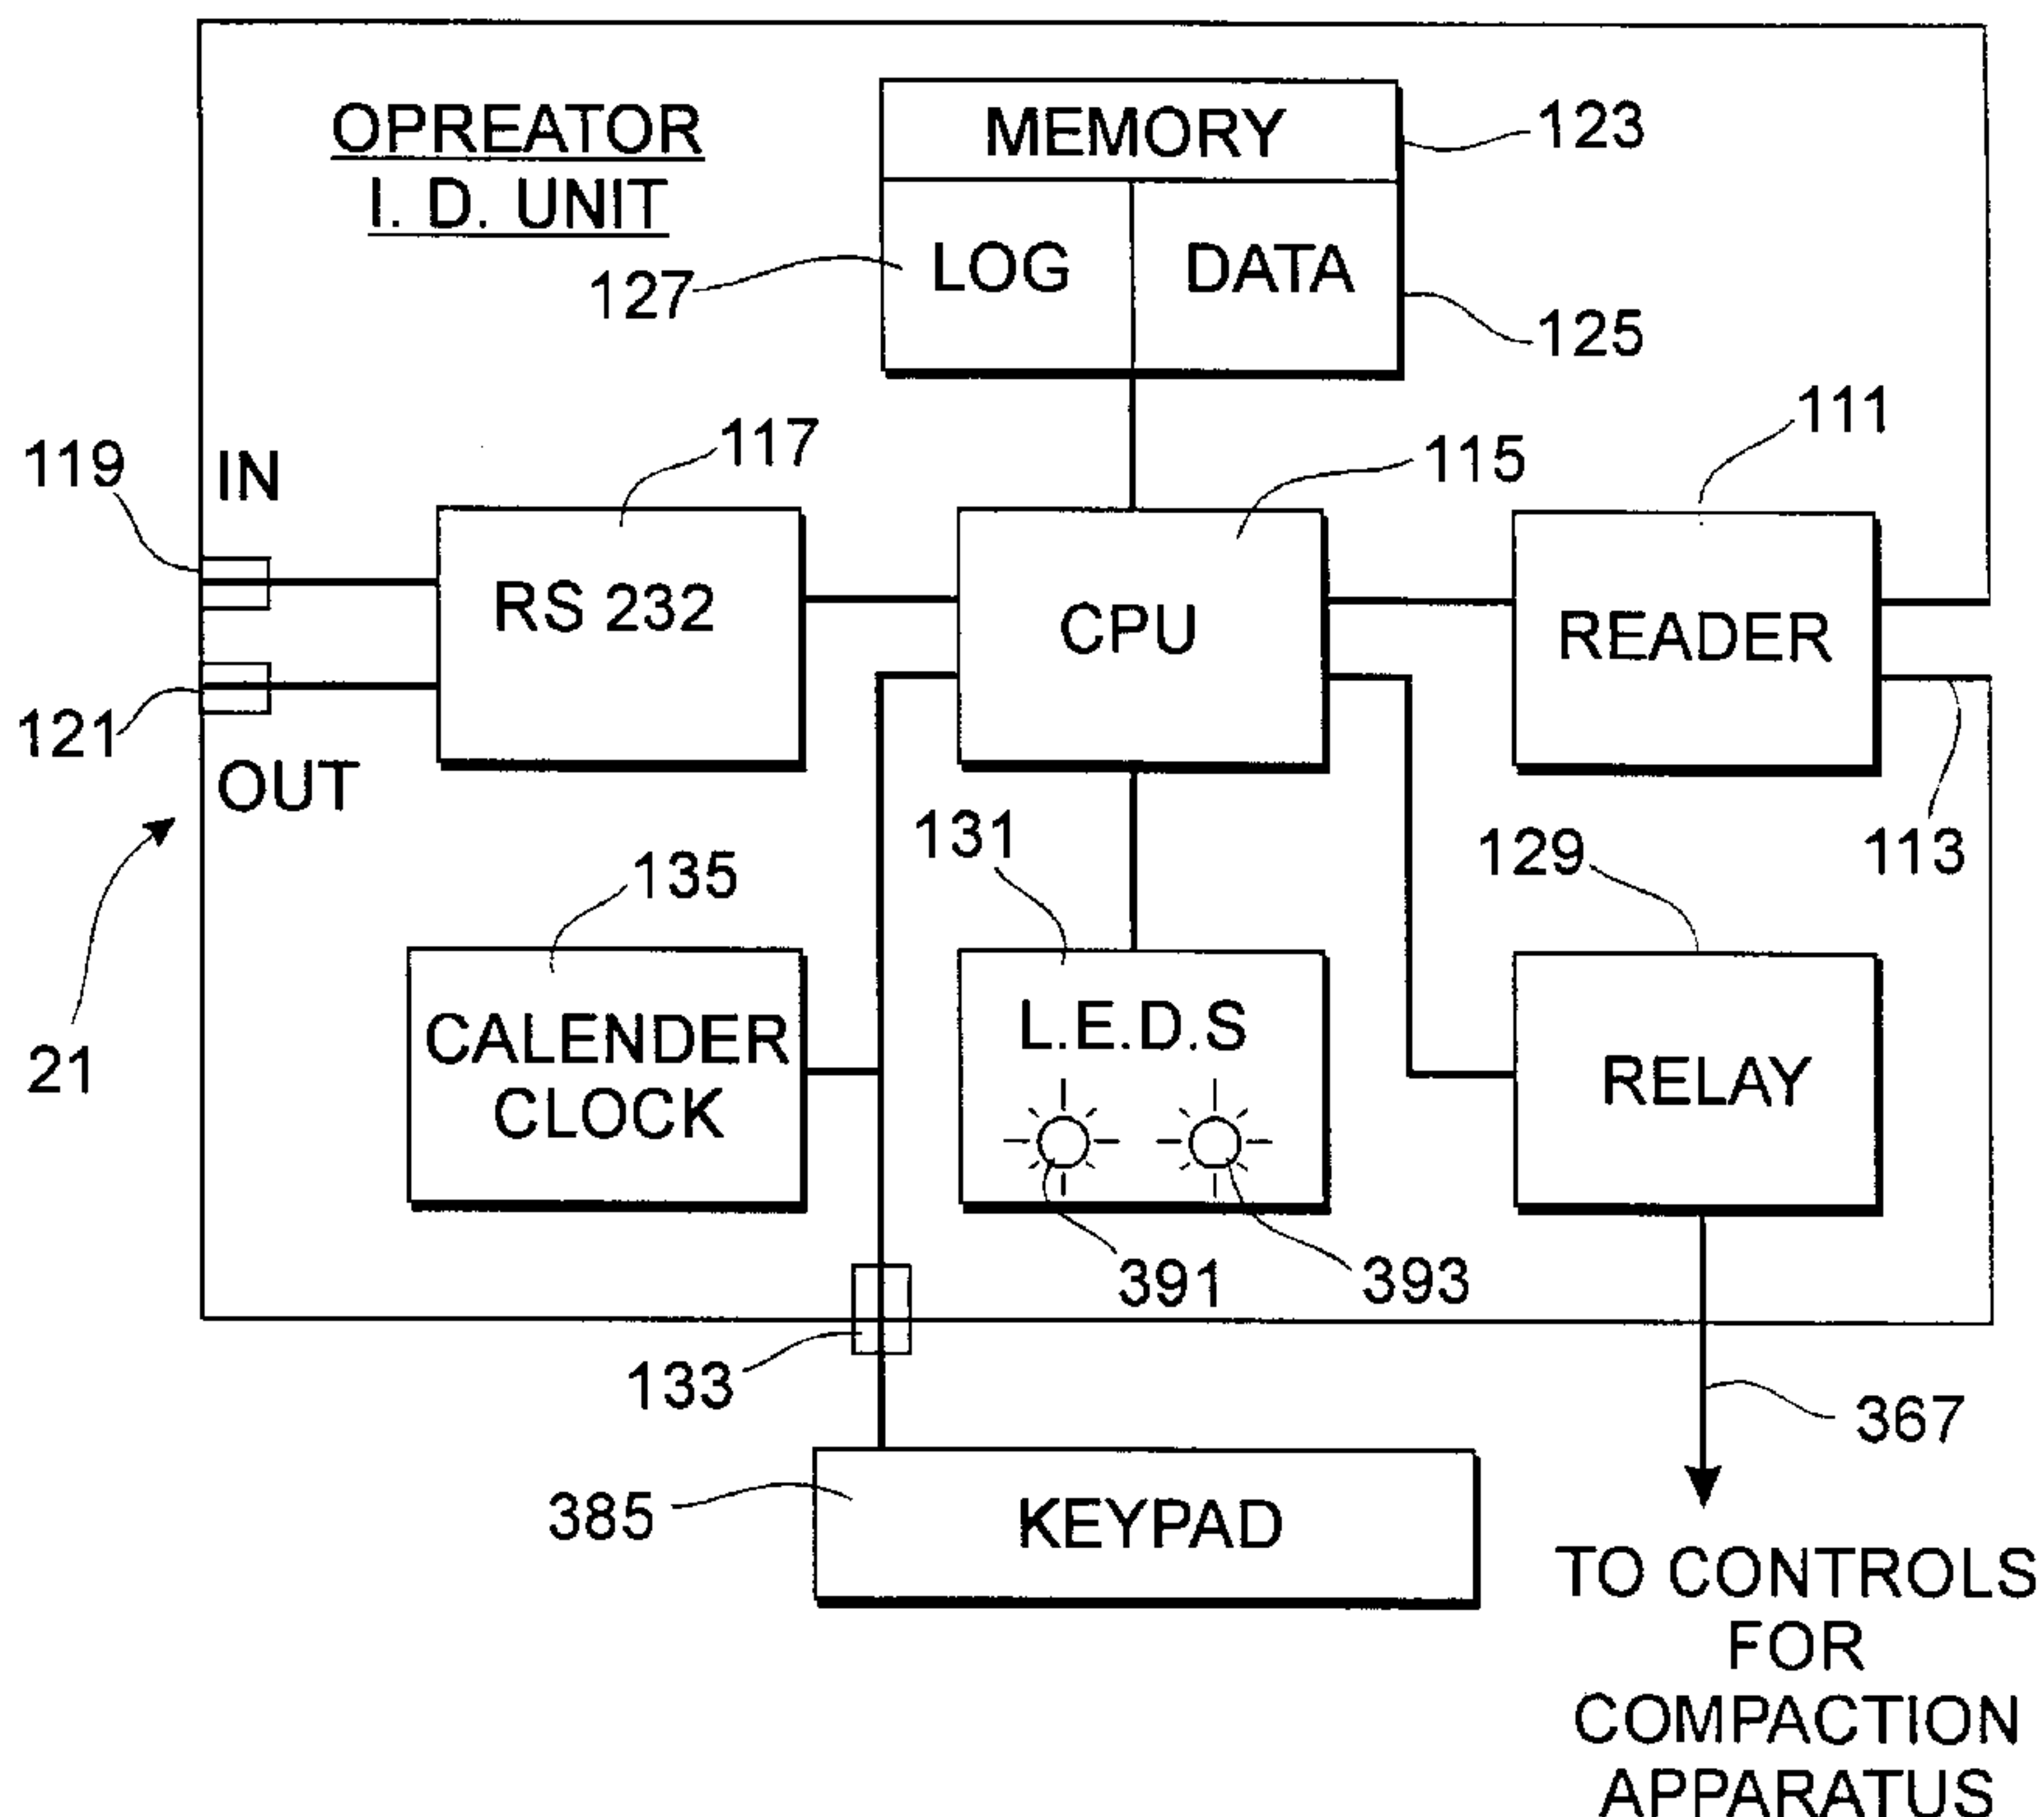 OPREATOR
I. D. UNIT
MEMORY
123
LOG
DATA
127
125
111
117
115
119
IN
RS 232
CPU
READER
121
OUT
131
129
113
135
21
CALENDER
CLOCK
L.E.D.S
RELAY
391
393
133
367
385
KEYPAD
TO CONTROLS
FOR
COMPACTION
APPARATUS